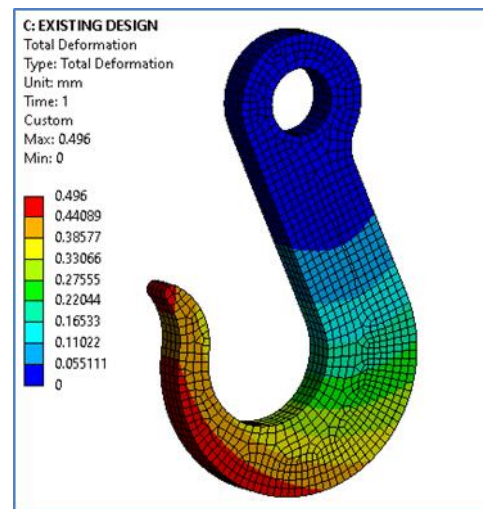 C: EXISTING DESIGN
Total Deformation
Type: Total Deformation
Unit: mm
Time: 1
Custom
Max: 0.496
Min: 0
0.496
0.44089
0.38577
0.33066
0.27555
0.22044
0.16533
0.11022
0.055111
0